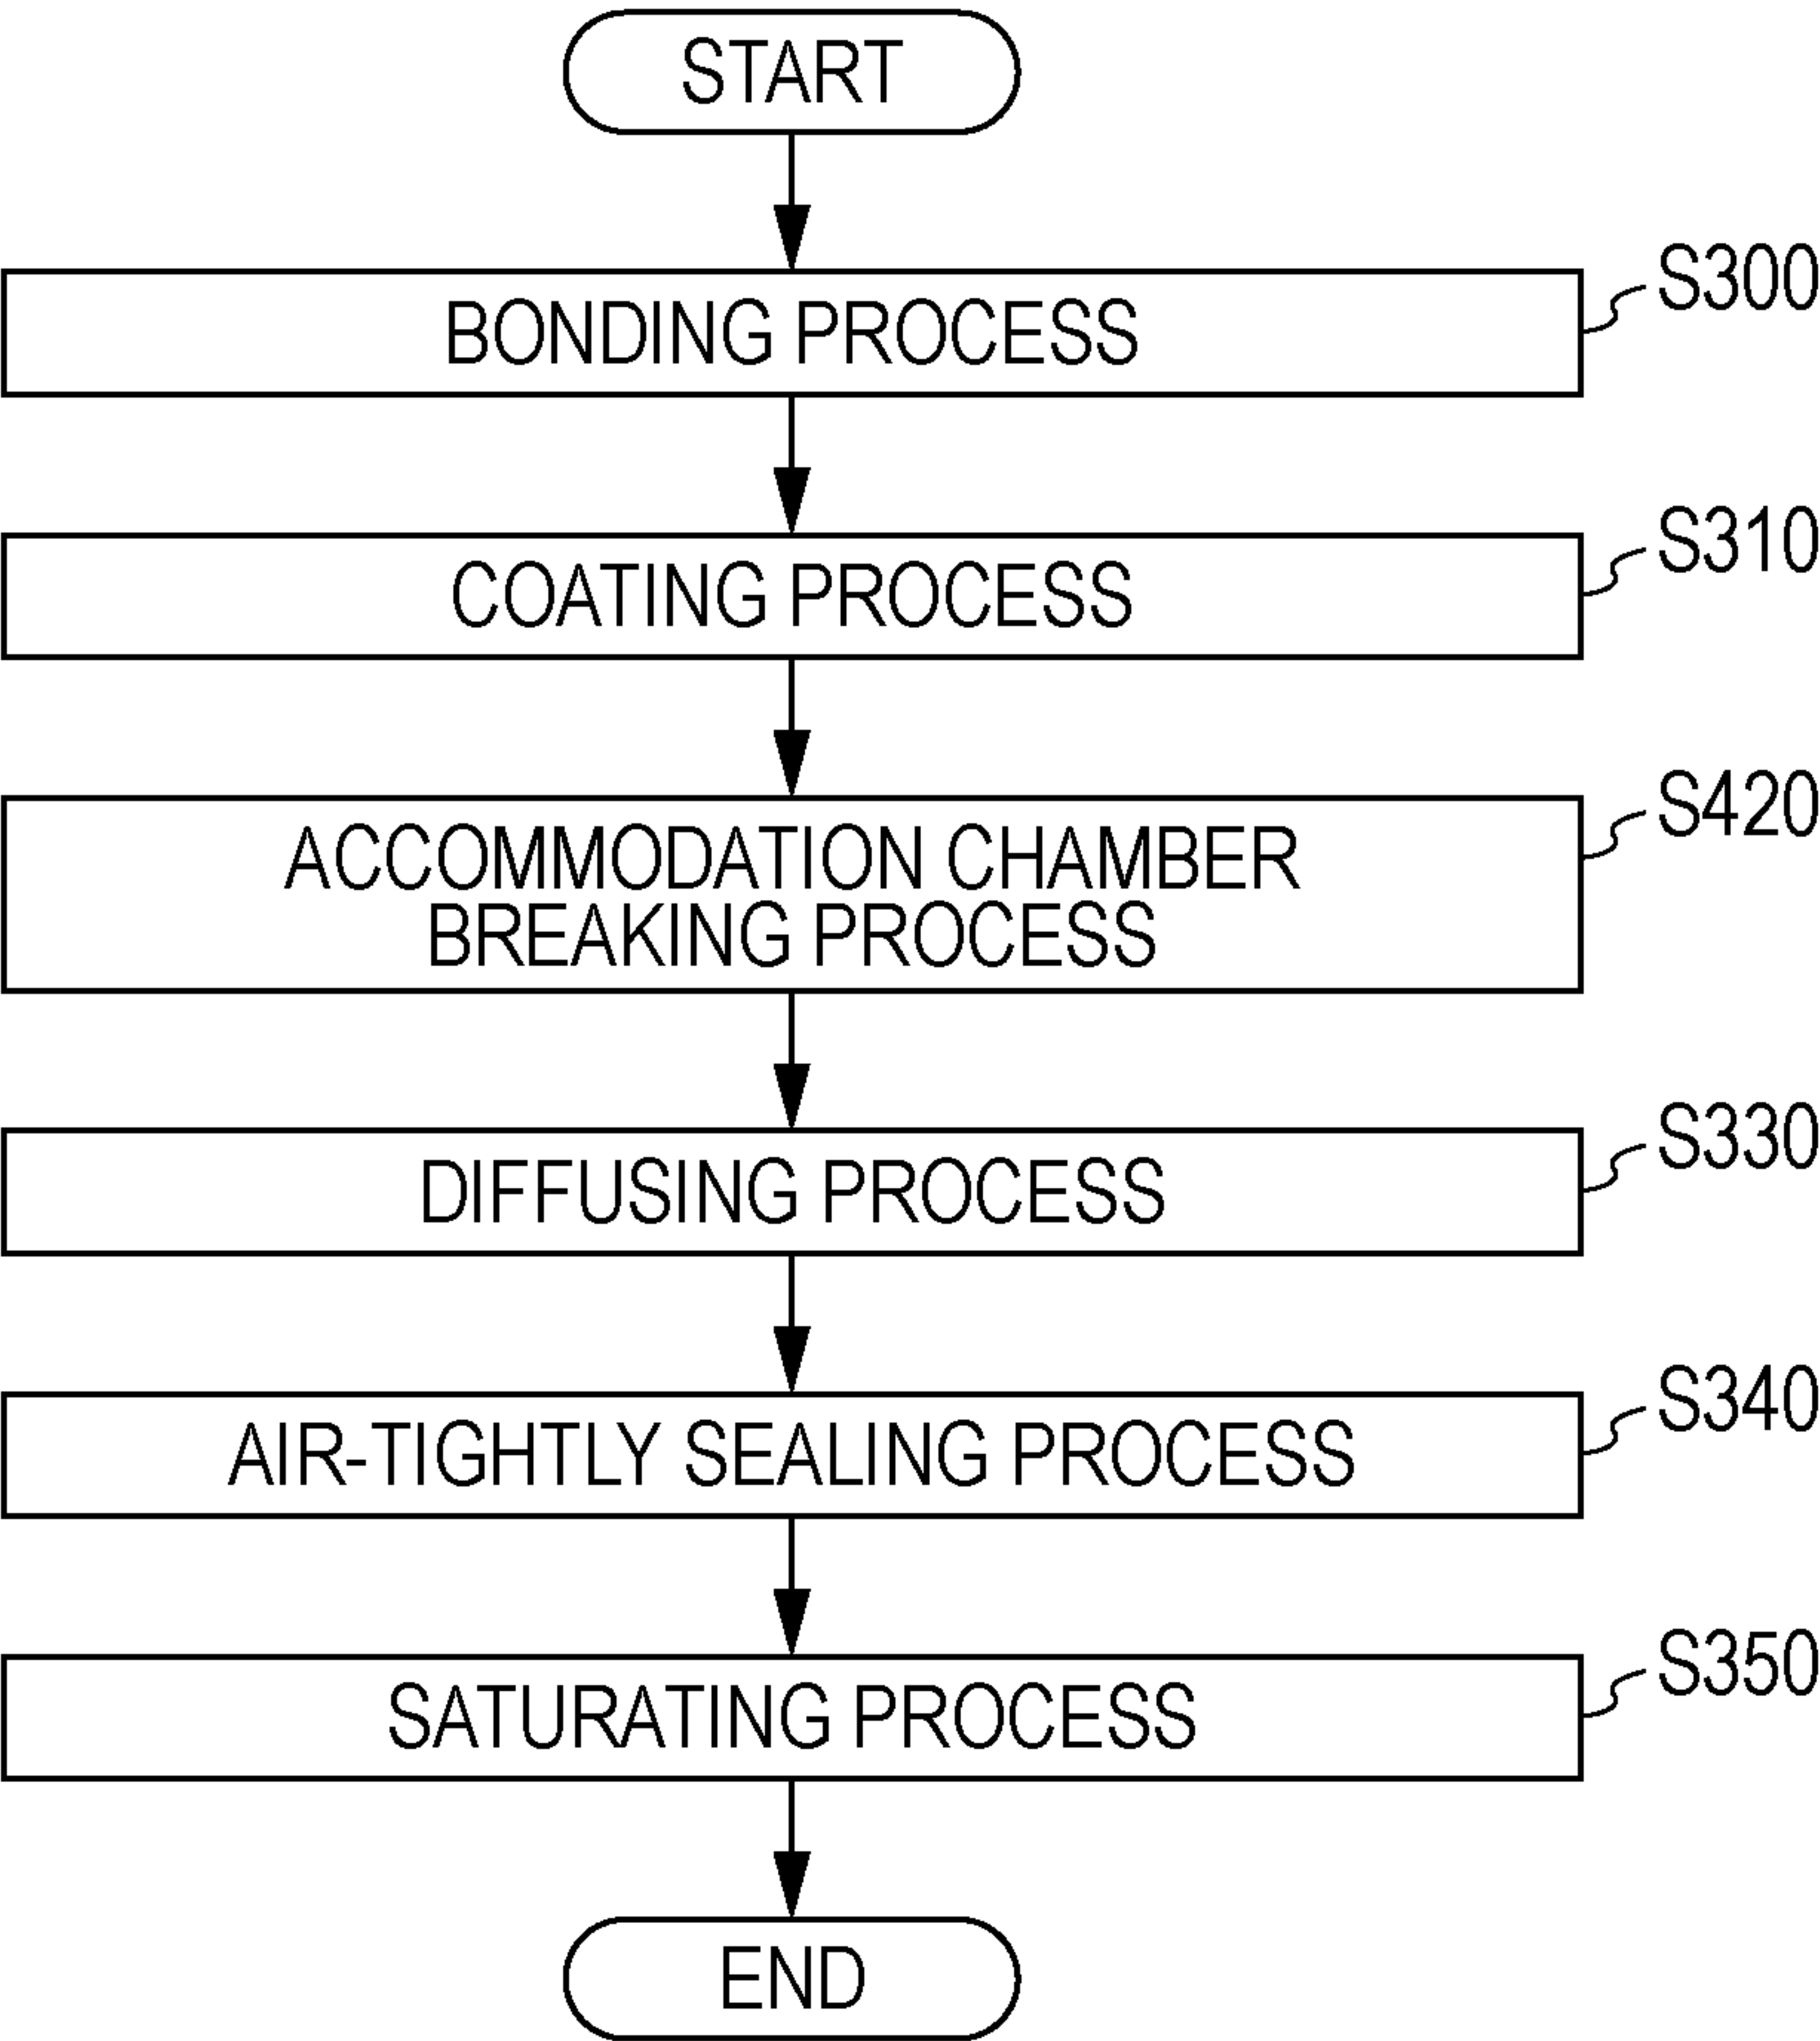 START
BONDING PROCESS
S300
COATING PROCESS
S310
ACCOMMODATION CHAMBER
BREAKING PROCESS
S420
DIFFUSING PROCESS
S330
AIR-TIGHTLY SEALING PROCESS
S340
SATURATING PROCESS
S350
END